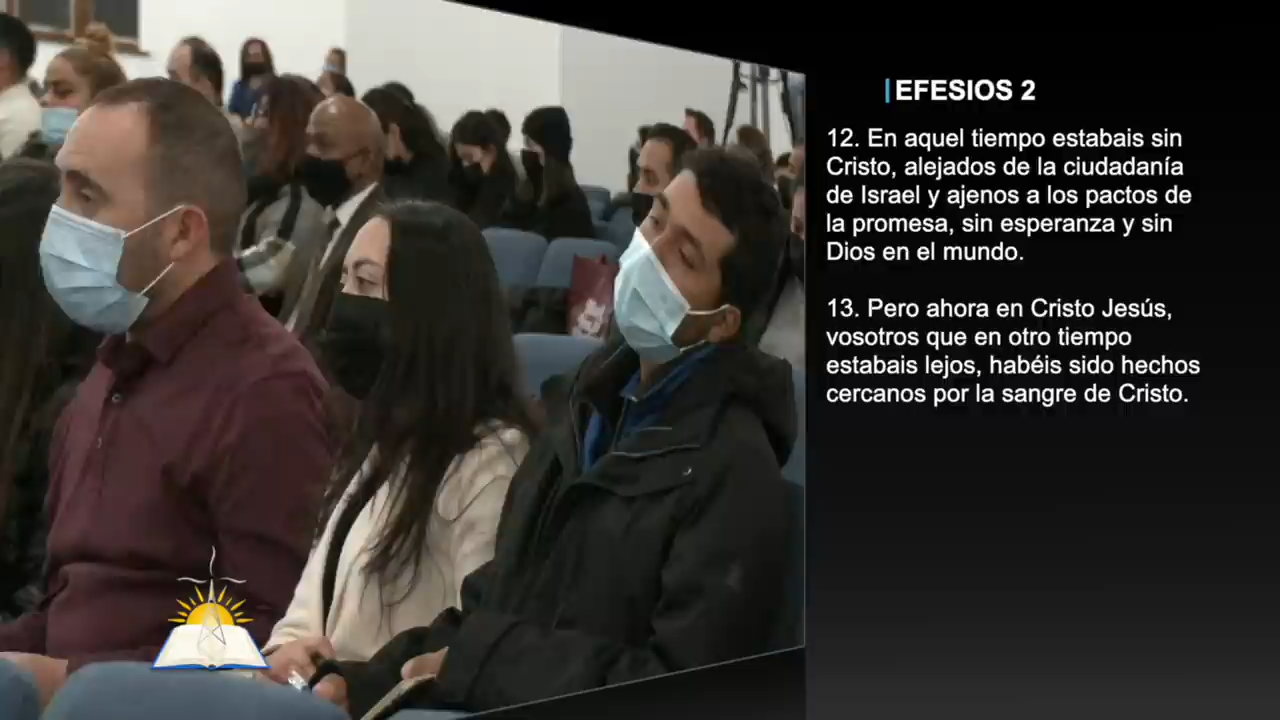 EFESIOS 2
12. En aquel tiempo estabais sin
Cristo, alejados de la ciudadanía
de Israel y ajenos a los pactos de
la promesa, sin esperanza y sin
Dios en el mundo.
13. Pero ahora en Cristo Jesús,
vosotros que en otro tiempo
estabais lejos, habéis sido hechos
cercanos por la sangre de Cristo.